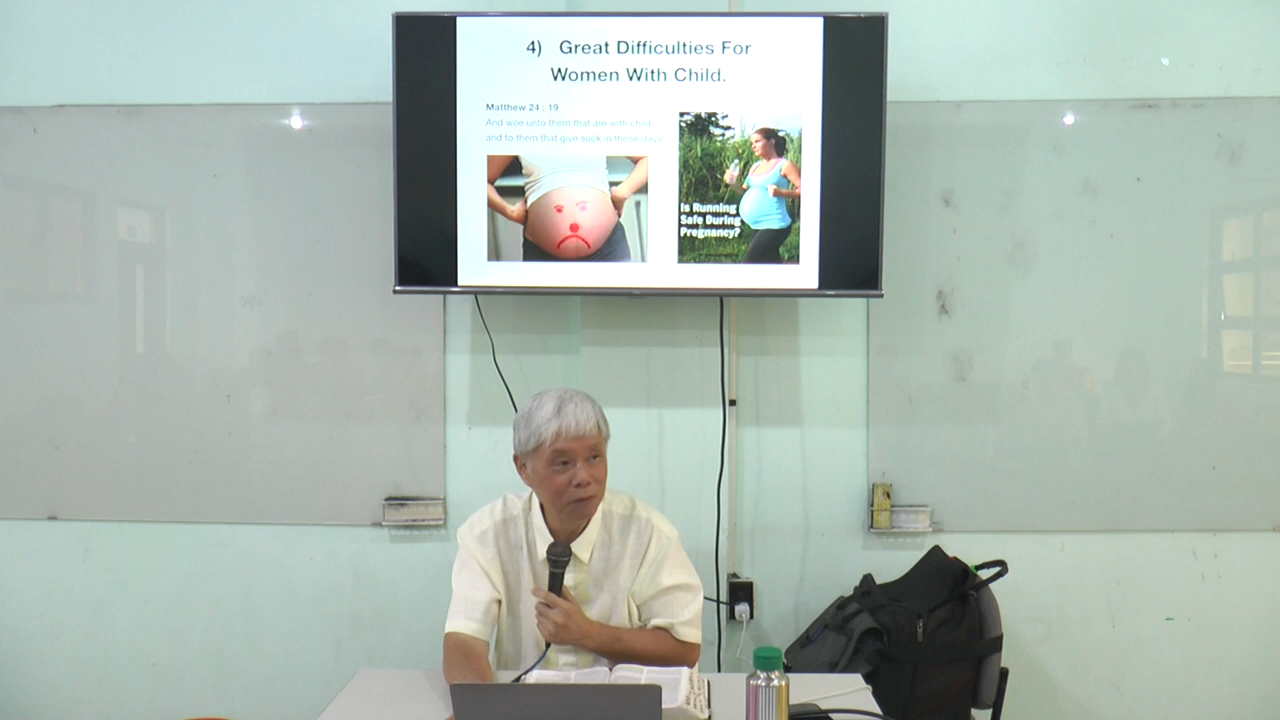 4) Great Difficulties For
Women With Child.
Matthew 24 : 19
And woe unto them that are with child
and to them that give suck in those days
Is Running
Safe During
Pregnancy?